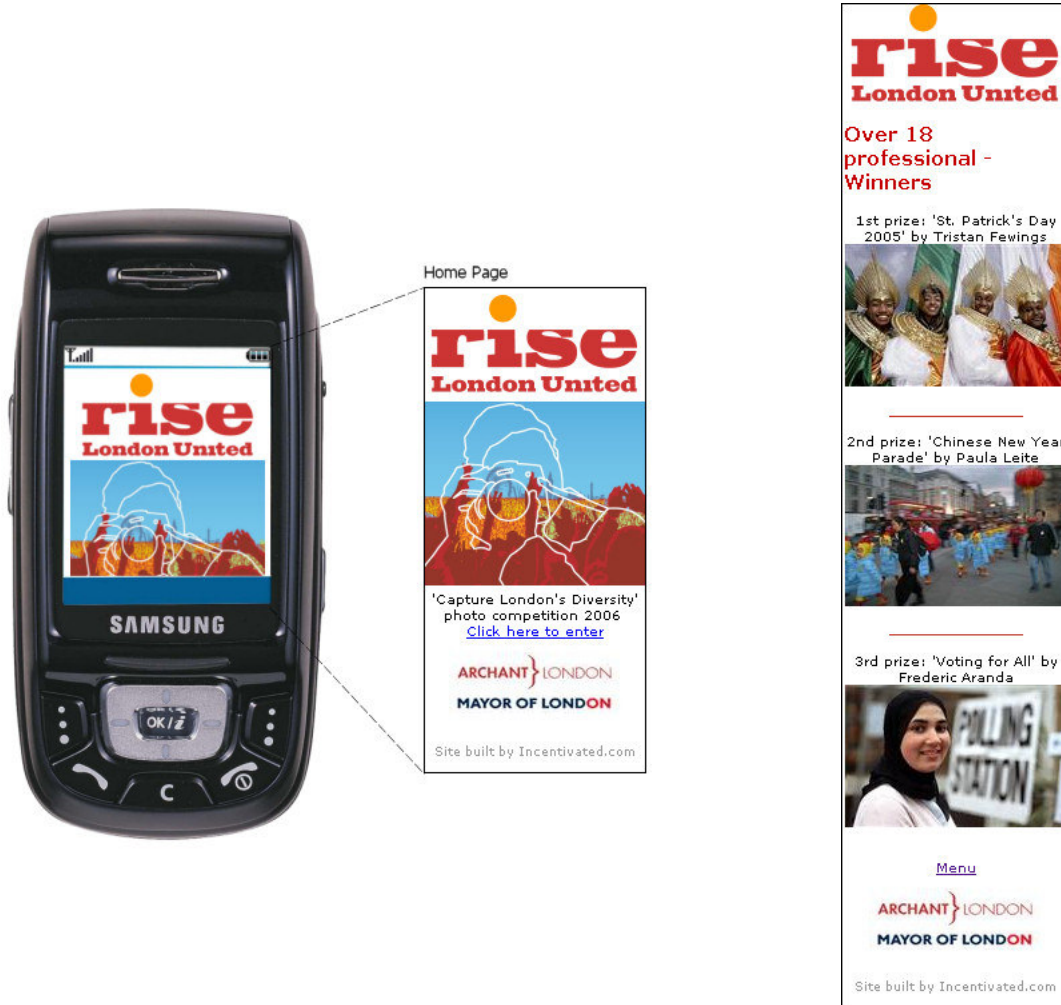 rise
London United
SAMSUNG
OK / i
C
Home Page
rise
London United
'Capture London's Diversity'
photo competition 2006
Click here to enter
ARCHANT } LONDON
MAYOR OF LONDON
Site built by Incentivated.com
rise
London United
Over 18
professional -
Winners
1st prize: 'St. Patrick's Day
2005' by Tristan Fewings
2nd prize: 'Chinese New Year
Parade' by Paula Leite
3rd prize: 'Voting for All' by
Frederic Aranda
POLLING
STATION
Menu
ARCHANT } LONDON
MAYOR OF LONDON
Site built by Incentivated.com